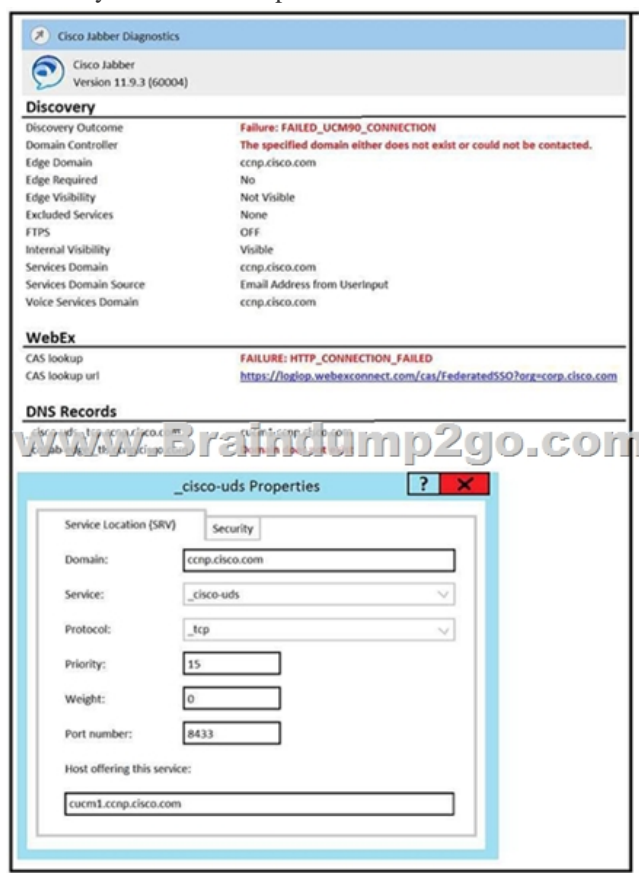 Cisco Jabber Diagnostics
Cisco Jabber
Version 11.9.3 (60004)
Discovery
Discovery Outcome Failure: FAILED_UCM90_CONNECTION
Domain Controller The specified domain either does not exist or could not be contacted.
Edge Domain ccnp.cisco.com
Edge Required No
Edge Visibility Not Visible
Excluded Services None
FTPS OFF
Internal Visibility Visible
Services Domain ccnp.cisco.com
Services Domain Source Email Address from UserInput
Voice Services Domain ccnp.cisco.com
WebEx
CAS lookup FAILURE: HTTP_CONNECTION_FAILED
CAS lookup url https://loglop.webexconnect.com/cas/FederatedSSO?org=corp.cisco.com
DNS Records
www.Braindump2go.com
_cisco-uds Properties ? X
Service Location (SRV) Security
Domain: ccnp.cisco.com
Service: _cisco-uds
Protocol: _tcp
Priority: 15
Weight: 0
Port number: 8433
Host offering this service:
cucm1.ccnp.cisco.com